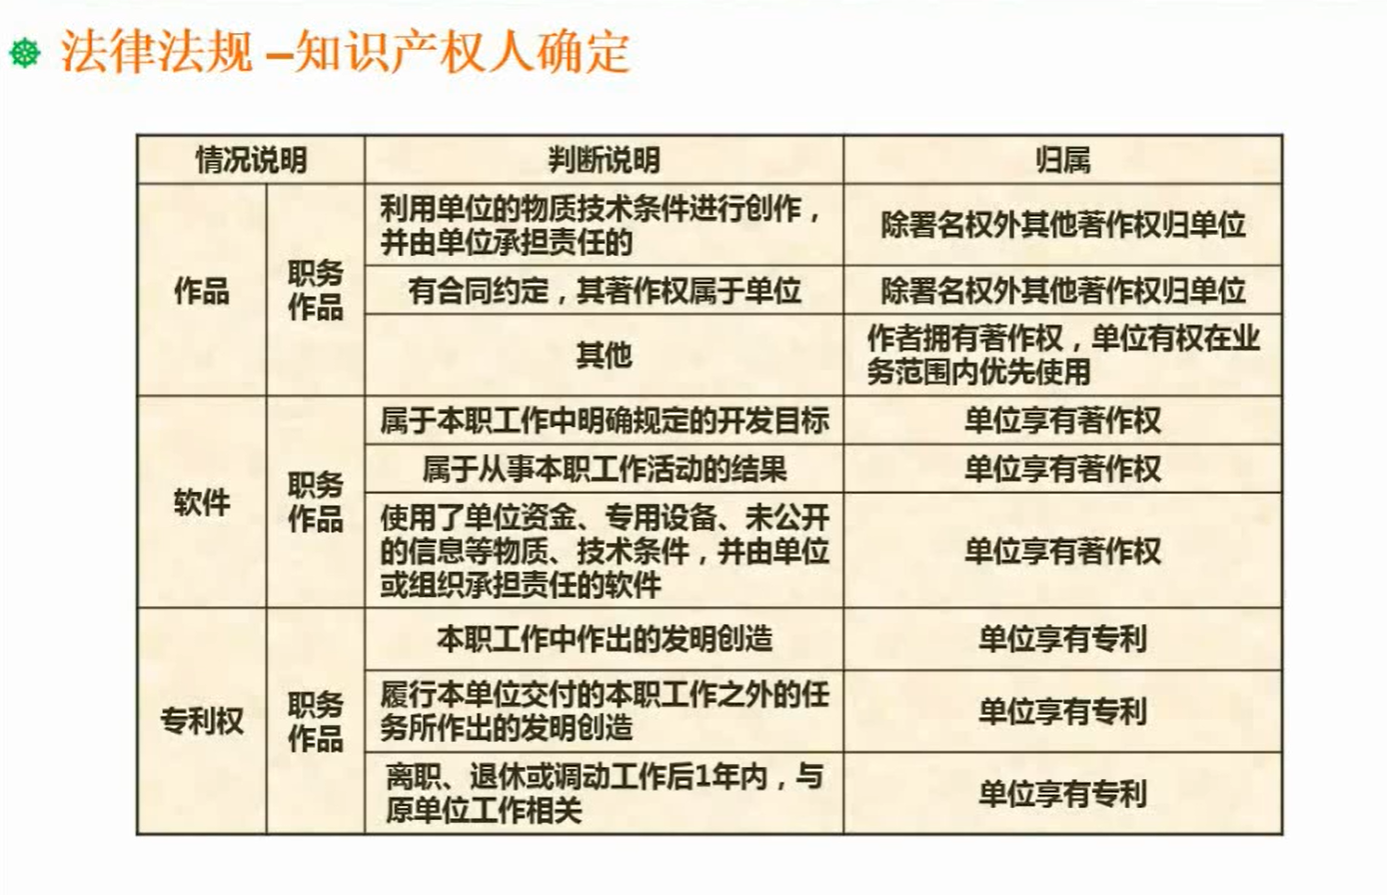 法律法规 –知识产权人确定
情况说明
判断说明
归属
作品
职务
作品
利用单位的物质技术条件进行创作，
并由单位承担责任的
除署名权外其他著作权归单位
有合同约定，其著作权属于单位
除署名权外其他著作权归单位
其他
作者拥有著作权，单位有权在业
务范围内优先使用
软件
职务
作品
属于本职工作中明确规定的开发目标
单位享有著作权
属于从事本职工作活动的结果
单位享有著作权
使用了单位资金、专用设备、未公开
的信息等物质、技术条件，并由单位
或组织承担责任的软件
单位享有著作权
专利权
职务
作品
本职工作中作出的发明创造
单位享有专利
履行本单位交付的本职工作之外的任
务所作出的发明创造
单位享有专利
离职、退休或调动工作后1年内，与
原单位工作相关
单位享有专利